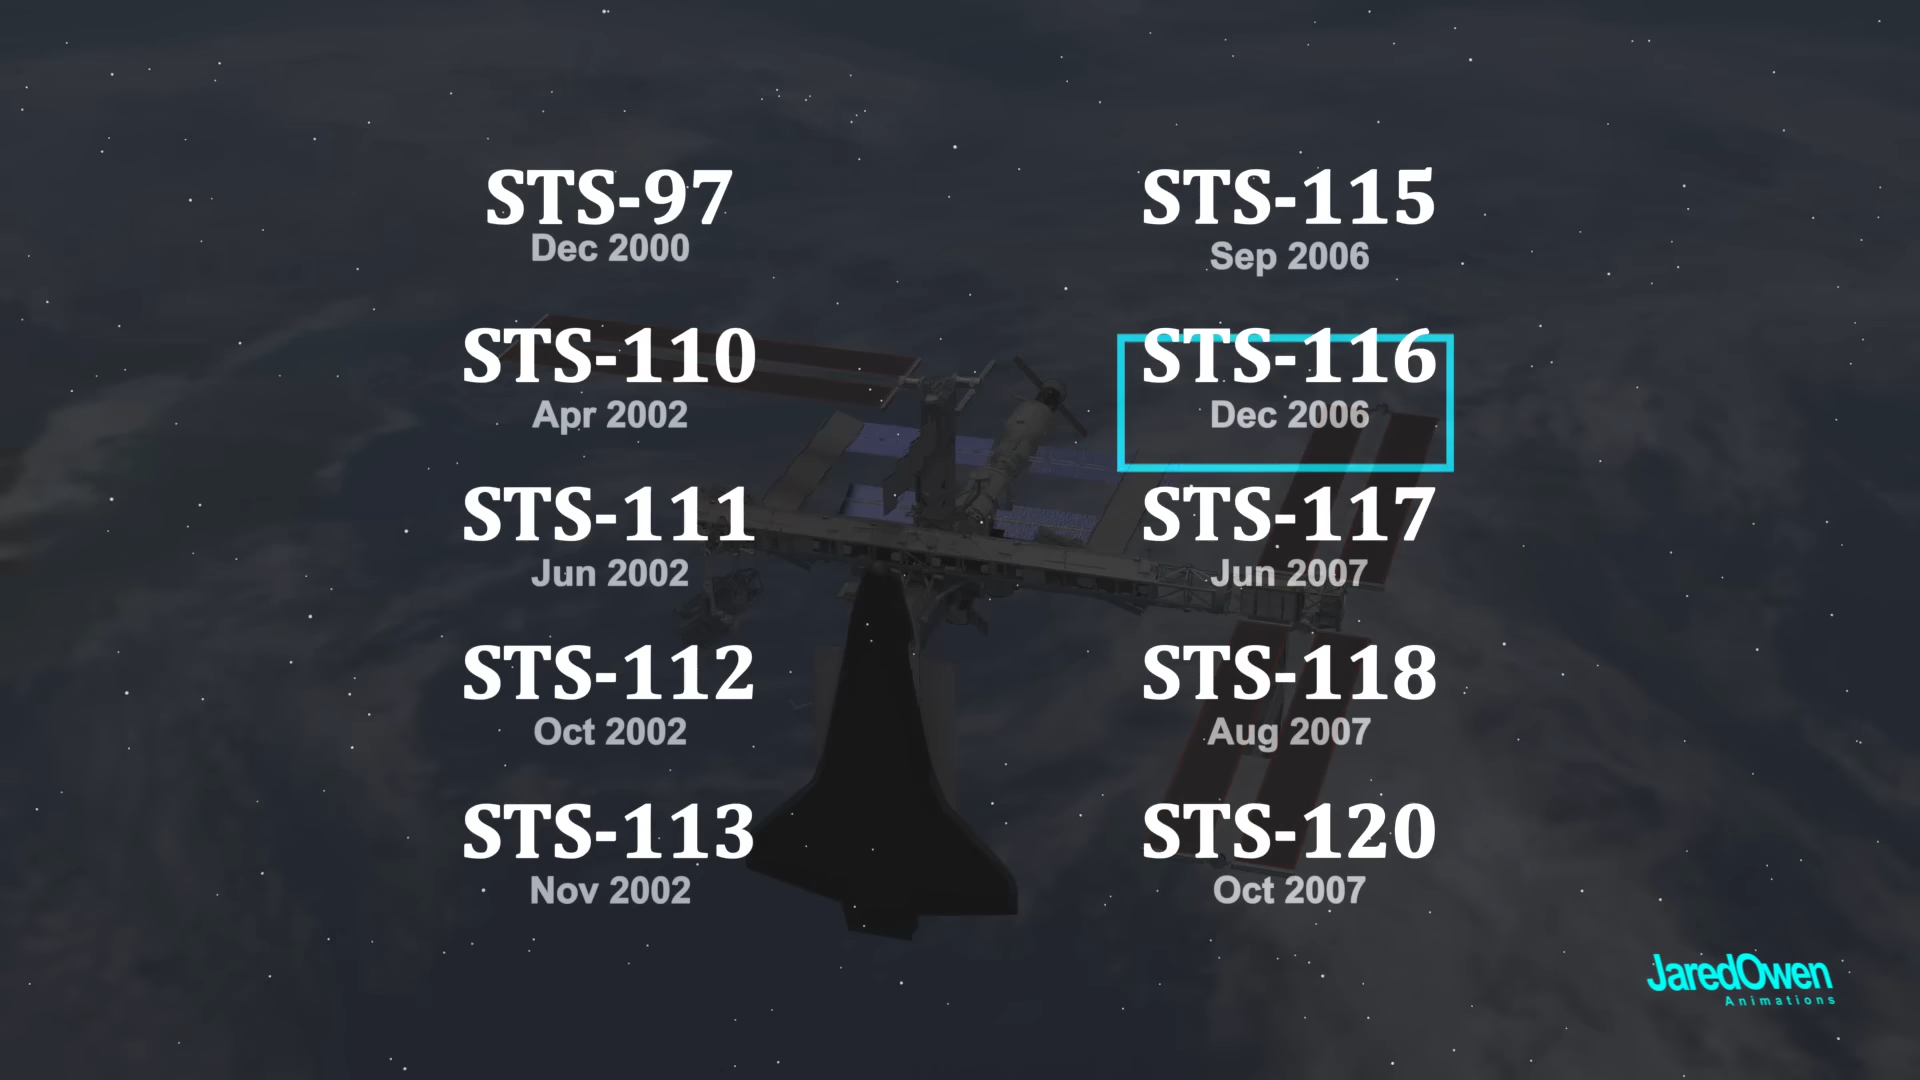 STS-97
Dec 2000
STS-110
Apr 2002
STS-111
Jun 2002
STS-112
Oct 2002
STS-113
Nov 2002
STS-115
Sep 2006
STS-116
Dec 2006
STS-117
Jun 2007
STS-118
Aug 2007
STS-120
Oct 2007
JaredOwen
Animations